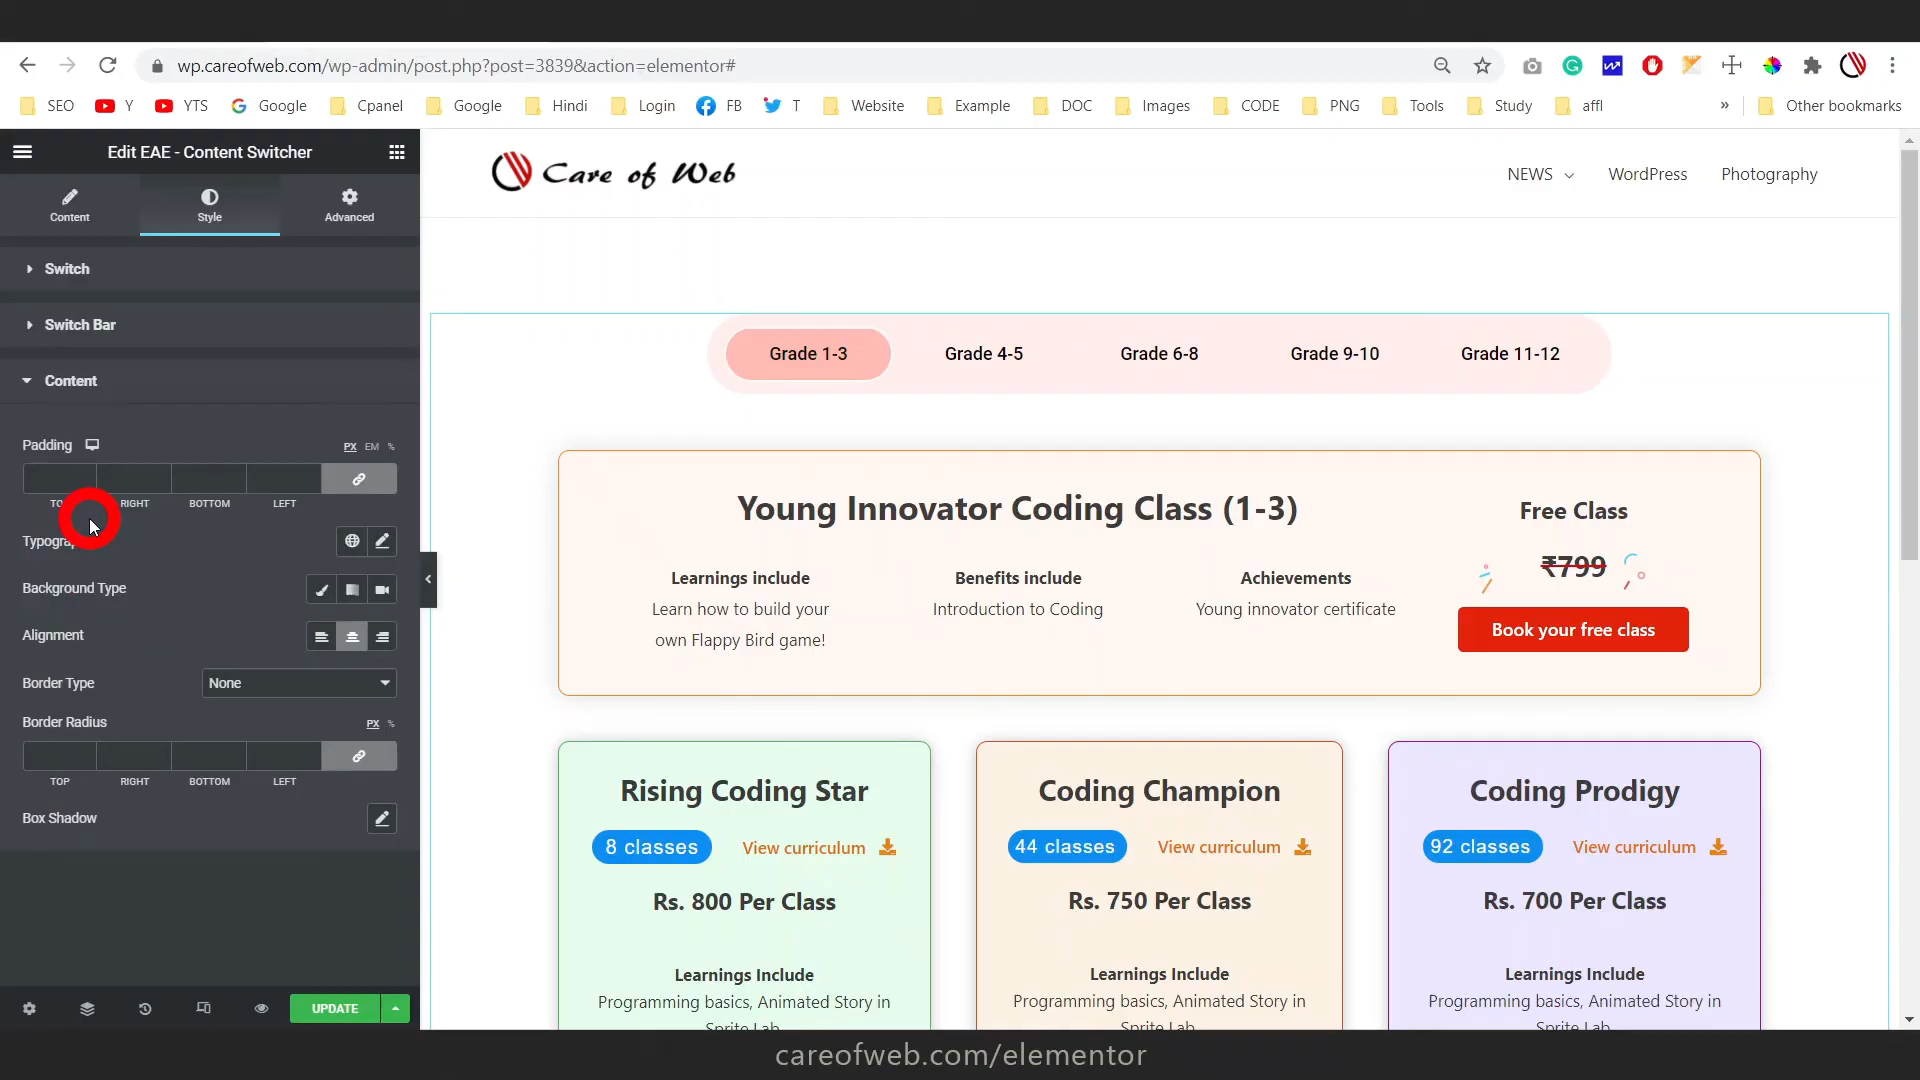 wp.careofweb.com/wp-admin/post.php?post=3839&action=elementor#
SEO Y YTS Google Cpanel Google Hindi Login FB T Website Example DOC Images CODE PNG Tools Study affl » Other bookmarks
Edit EAE - Content Switcher
Content Style Advanced
Switch
Switch Bar
Content
Padding PX EM %
RIGHT BOTTOM LEFT
Background Type
Alignment
Border Type None
Border Radius PX %
TOP RIGHT BOTTOM LEFT
Box Shadow
UPDATE
Care of Web
NEWS WordPress Photography
Grade 1-3 Grade 4-5 Grade 6-8 Grade 9-10 Grade 11-12
Young Innovator Coding Class (1-3)
Learnings include
Learn how to build your
own Flappy Bird game!
Benefits include
Introduction to Coding
Achievements
Young innovator certificate
Free Class
₹799
Book your free class
Rising Coding Star
8 classes View curriculum
Rs. 800 Per Class
Learnings Include
Programming basics, Animated Story in
Sprite Lab
Coding Champion
44 classes View curriculum
Rs. 750 Per Class
Learnings Include
Programming basics, Animated Story in
Sprite Lab
Coding Prodigy
92 classes View curriculum
Rs. 700 Per Class
Learnings Include
Programming basics, Animated Story in
Sprite Lab
careofweb.com/elementor